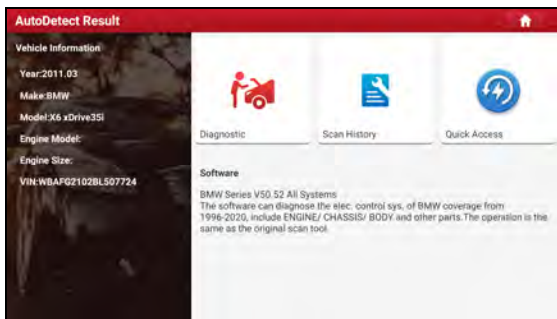 AutoDetect Result
Vehicle Information
Year:2011.03
Make:BMW
Model:X6 xDrive35i
Engine Model:
Engine Size:
VIN:WBAFG2102BL507724
Diagnostic
Scan History
Quick Access
Software
BMW Series V50.52 All Systems
The software can diagnose the elec. control sys. of BMW coverage from
1996-2020, include ENGINE/ CHASSIS/ BODY and other parts.The operation is the
same as the original scan tool.